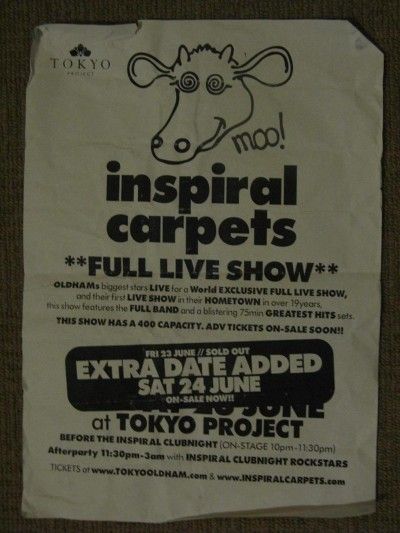 TOKYO
PROJECT
moo!
inspiral
carpets
**FULL LIVE SHOW**
OLDHAMs biggest stars LIVE for a World EXCLUSIVE FULL LIVE SHOW,
and their first LIVE SHOW in their HOMETOWN in over 19years,
this show features the FULL BAND and a blistering 75min GREATEST HITS sets.
THIS SHOW HAS A 400 CAPACITY. ADV TICKETS ON-SALE SOON!!
FRI 23 JUNE // SOLD OUT
EXTRA DATE ADDED
SAT 24 JUNE
ON-SALE NOW!!
JUNE
at TOKYO PROJECT
BEFORE THE INSPIRAL CLUBNIGHT (ON-STAGE 10pm-11:30pm)
Afterparty 11:30pm-3am with INSPIRAL CLUBNIGHT ROCKSTARS
TICKETS at www.TOKYOOLDHAM.com & www.INSPIRALCARPETS.com